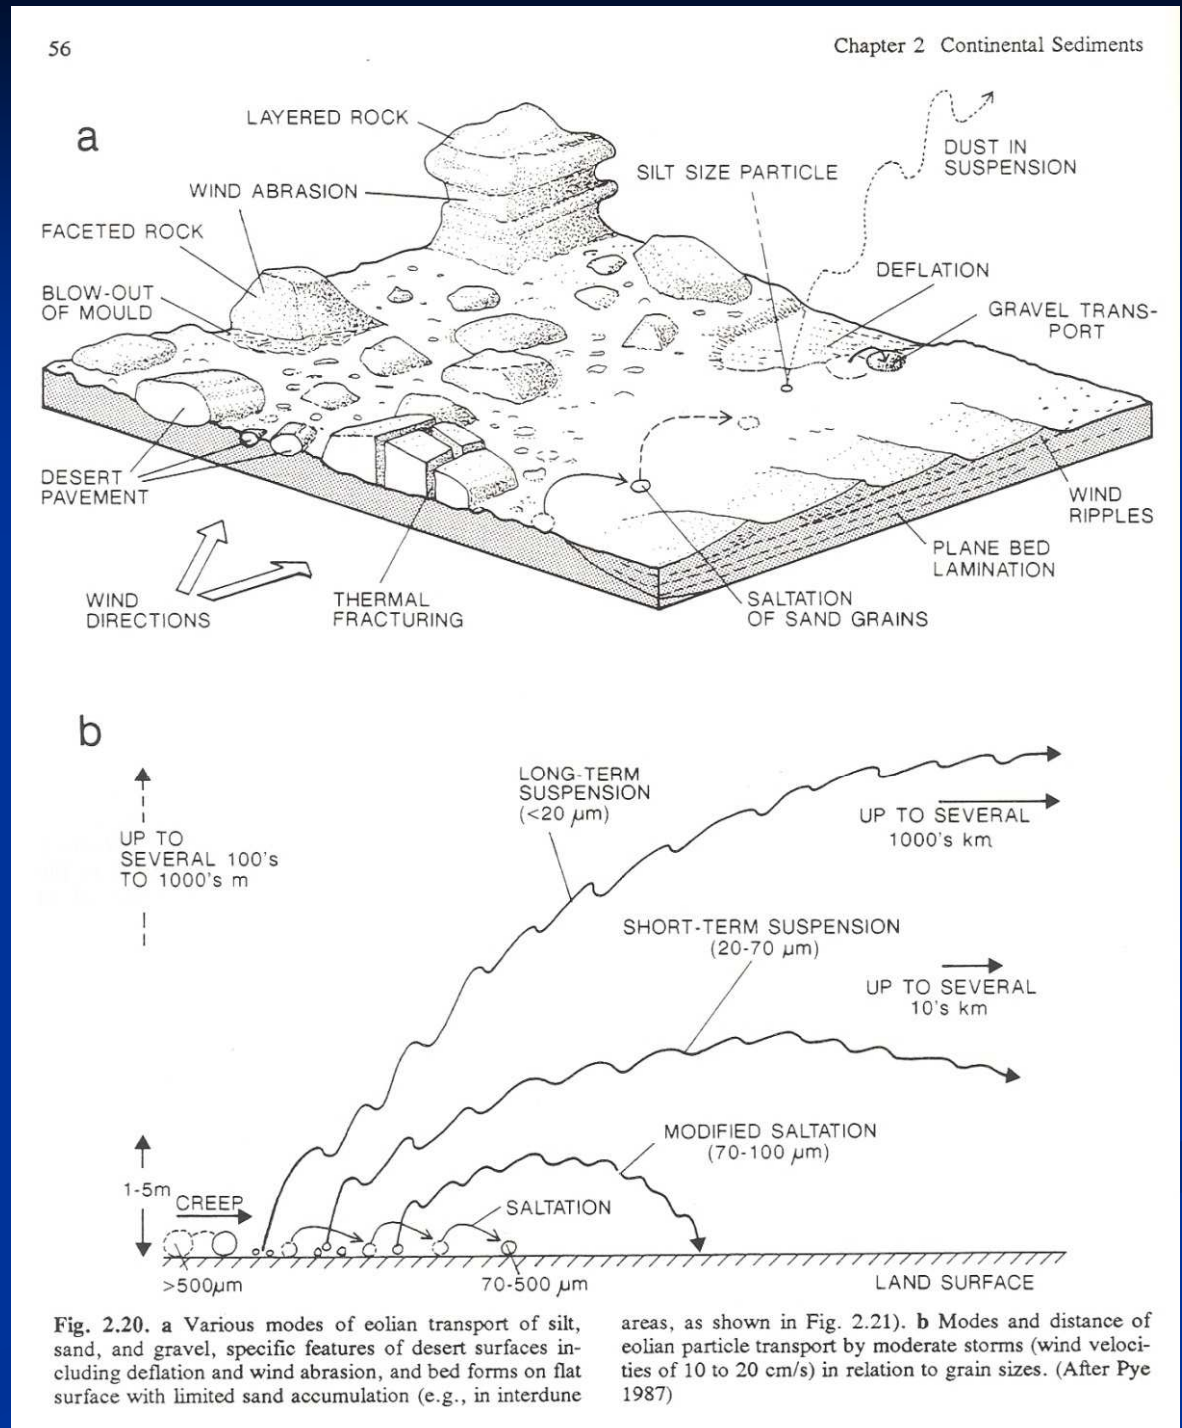 56
Chapter 2 Continental Sediments
a
LAYERED ROCK
WIND ABRASION
FACETED ROCK
BLOW-OUT
OF MOULD
SILT SIZE PARTICLE
DUST IN
SUSPENSION
DEFLATION
GRAVEL TRANS-
PORT
DESERT
PAVEMENT
WIND
DIRECTIONS
THERMAL
FRACTURING
SALTATION
OF SAND GRAINS
PLANE BED
LAMINATION
WIND
RIPPLES
b
UP TO
SEVERAL 100's
TO 1000's m
LONG-TERM
SUSPENSION
(<20 µm)
UP TO SEVERAL
1000's km
SHORT-TERM SUSPENSION
(20-70 µm)
UP TO SEVERAL
10's km
MODIFIED SALTATION
(70-100 µm)
1-5m
CREEP
SALTATION
>500µm
70-500 µm
LAND SURFACE
Fig. 2.20. a Various modes of eolian transport of silt,
sand, and gravel, specific features of desert surfaces in-
cluding deflation and wind abrasion, and bed forms on flat
surface with limited sand accumulation (e.g., in interdune
areas, as shown in Fig. 2.21). b Modes and distance of
eolian particle transport by moderate storms (wind veloci-
ties of 10 to 20 cm/s) in relation to grain sizes. (After Pye
1987)